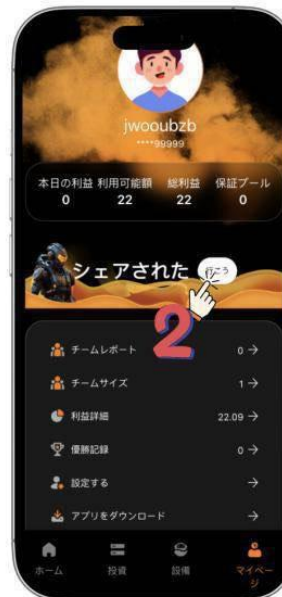 jwooubzb
****99999
本日の利益 利用可能額 総利益 保証プール
0 22 22 0
シェアされた 行こう
2
チームレポート 0 →
チームサイズ 1 →
利益詳細 22.09 →
優勝記録 0 →
設定する →
アプリをダウンロード →
ホーム 投資 設備 マイペー
ジ